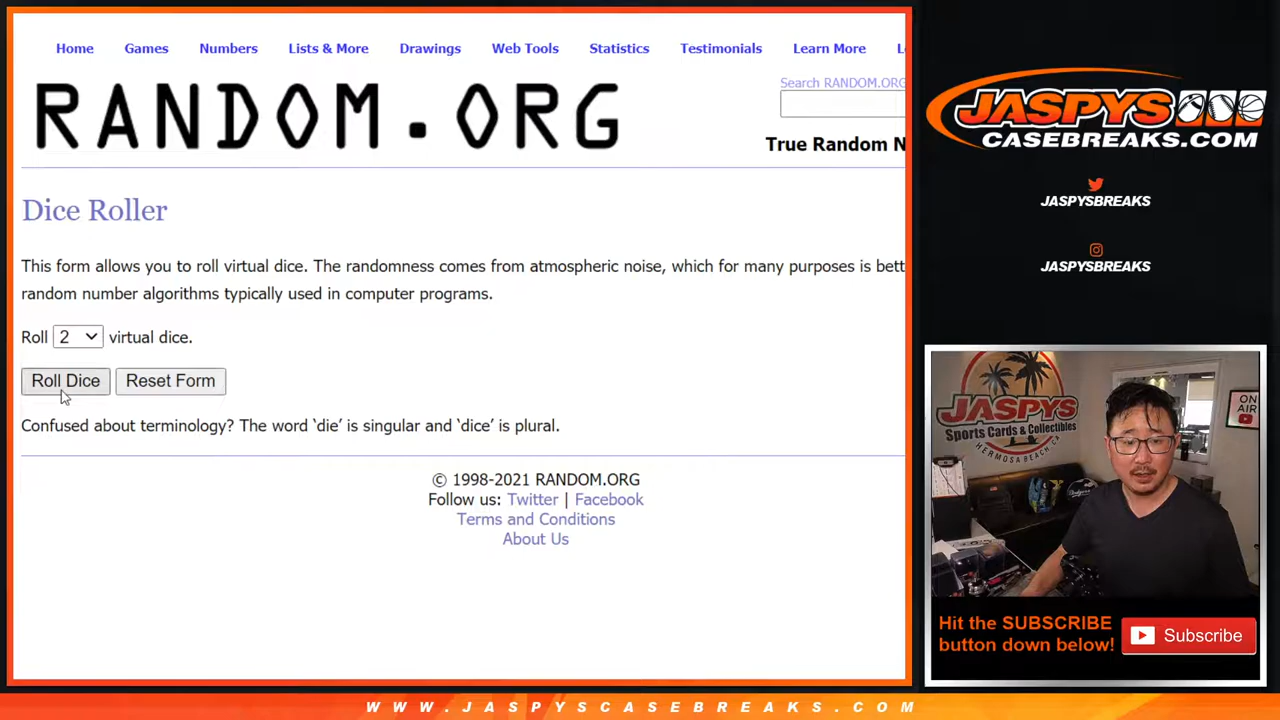 Home Games Numbers Lists & More Drawings Web Tools Statistics Testimonials Learn More L
Search RANDOM.ORG
RANDOM.ORG
True Random N
Dice Roller
This form allows you to roll virtual dice. The randomness comes from atmospheric noise, which for many purposes is bett
random number algorithms typically used in computer programs.
Roll 2 virtual dice.
Roll Dice Reset Form
Confused about terminology? The word ‘die’ is singular and ‘dice’ is plural.
© 1998-2021 RANDOM.ORG
Follow us: Twitter | Facebook
Terms and Conditions
About Us
JASPYS
CASEBREAKS.COM
JASPYSBREAKS
JASPYSBREAKS
JASPYS
Sports Cards & Collectibles
HERMOSA BEACH
ON
AIR
Dodgers
Hit the SUBSCRIBE
button down below!
Subscribe
WWW.JASPYSCASEBREAKS.COM